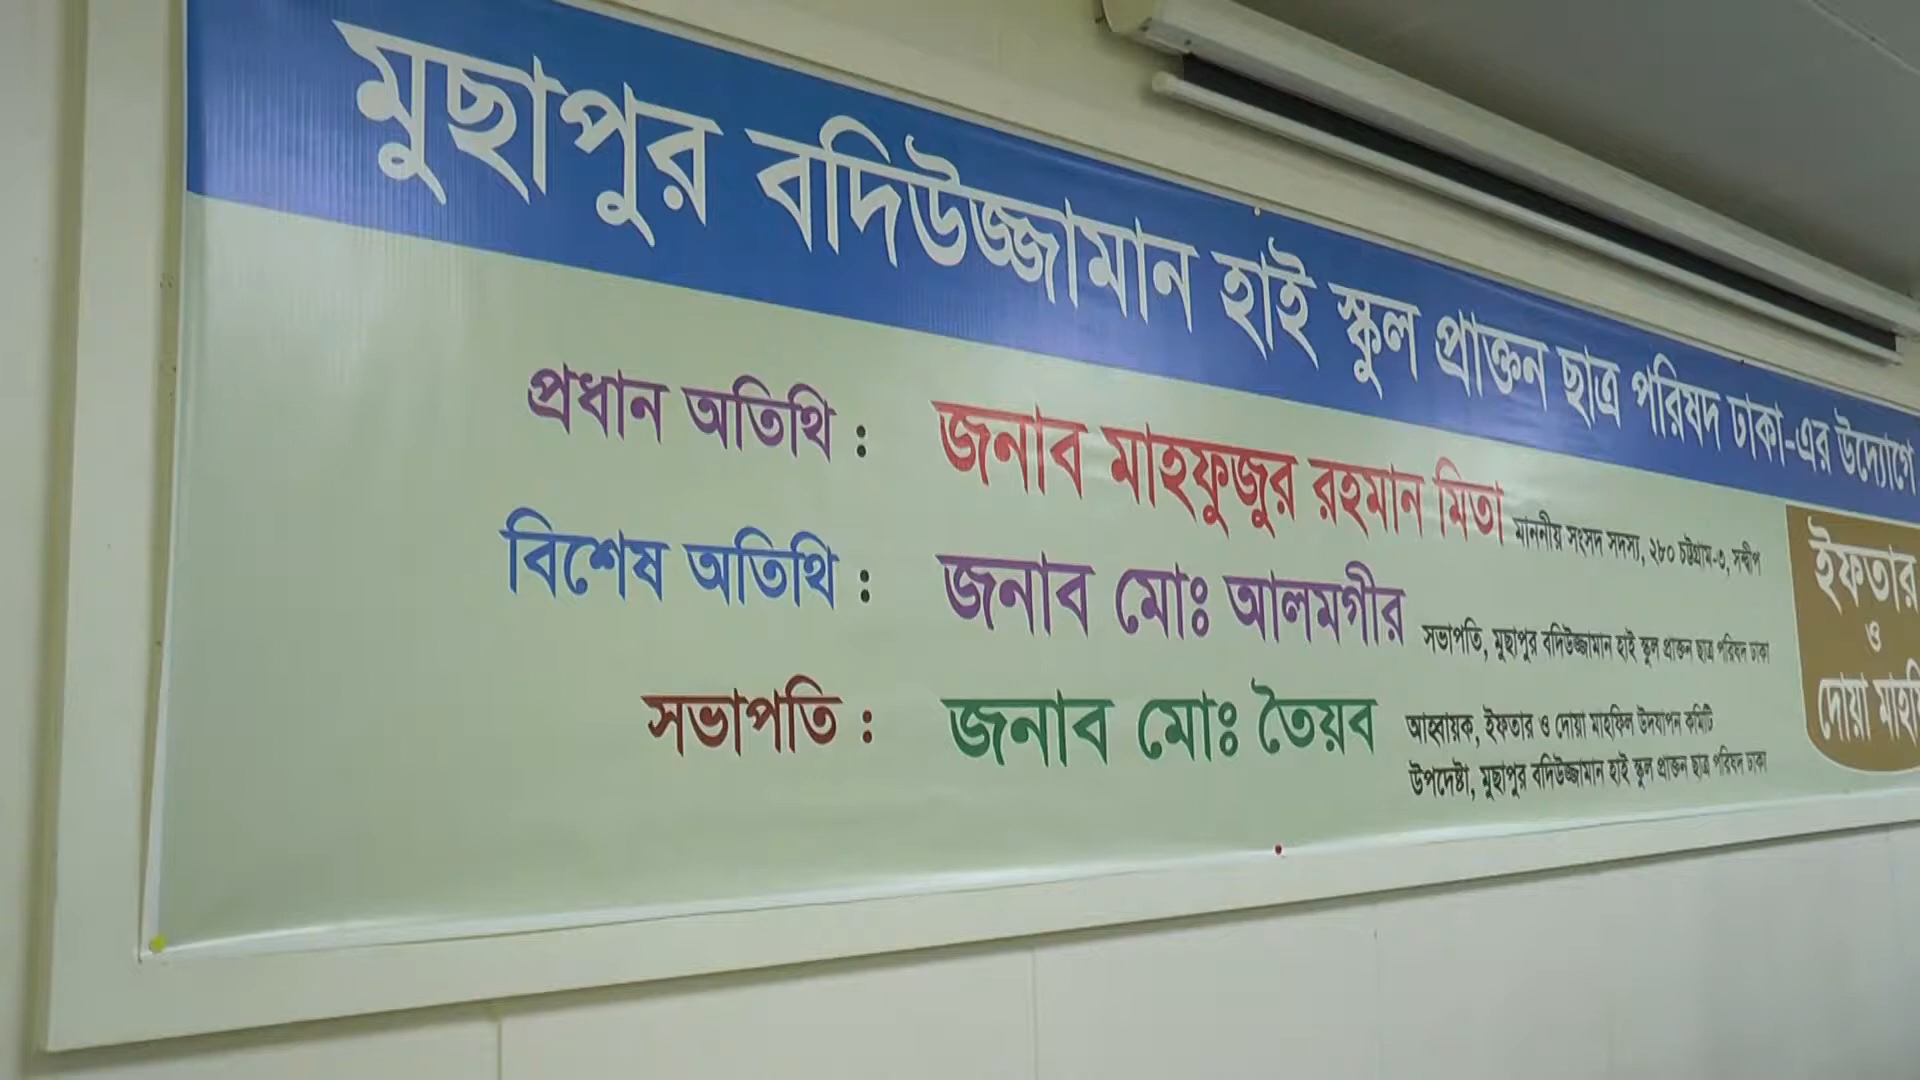 মুছাপুর বদিউজ্জামান হাই স্কুল প্রাক্তন ছাত্র পরিষদ ঢাকা-এর উদ্যোগে
প্রধান অতিথি : জনাব মাহফুজুর রহমান মিতা মাননীয় সংসদ সদস্য, ২৮০ চট্টগ্রাম-৩, সন্দ্বীপ
বিশেষ অতিথি : জনাব মোঃ আলমগীর সভাপতি, মুছাপুর বদিউজ্জামান হাই স্কুল প্রাক্তন ছাত্র পরিষদ ঢাকা
সভাপতি : জনাব মোঃ তৈয়ব আহ্বায়ক, ইফতার ও দোয়া মাহফিল উদযাপন কমিটি
উপদেষ্টা, মুছাপুর বদিউজ্জামান হাই স্কুল প্রাক্তন ছাত্র পরিষদ ঢাকা
ইফতার
ও
দোয়া